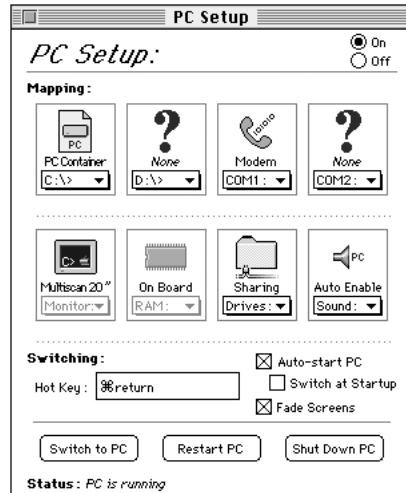 PC Setup
PC Setup:
On
Off
Mapping:
PC
PC Container
None
Modem
None
C:\>
D:\>
COM1:
COM2:
C>
PC
Multiscan 20"
On Board
Sharing
Auto Enable
Monitor:
RAM:
Drives:
Sound:
Switching:
Auto-start PC
Hot Key: ⌘return
Switch at Startup
Fade Screens
Switch to PC
Restart PC
Shut Down PC
Status: PC is running